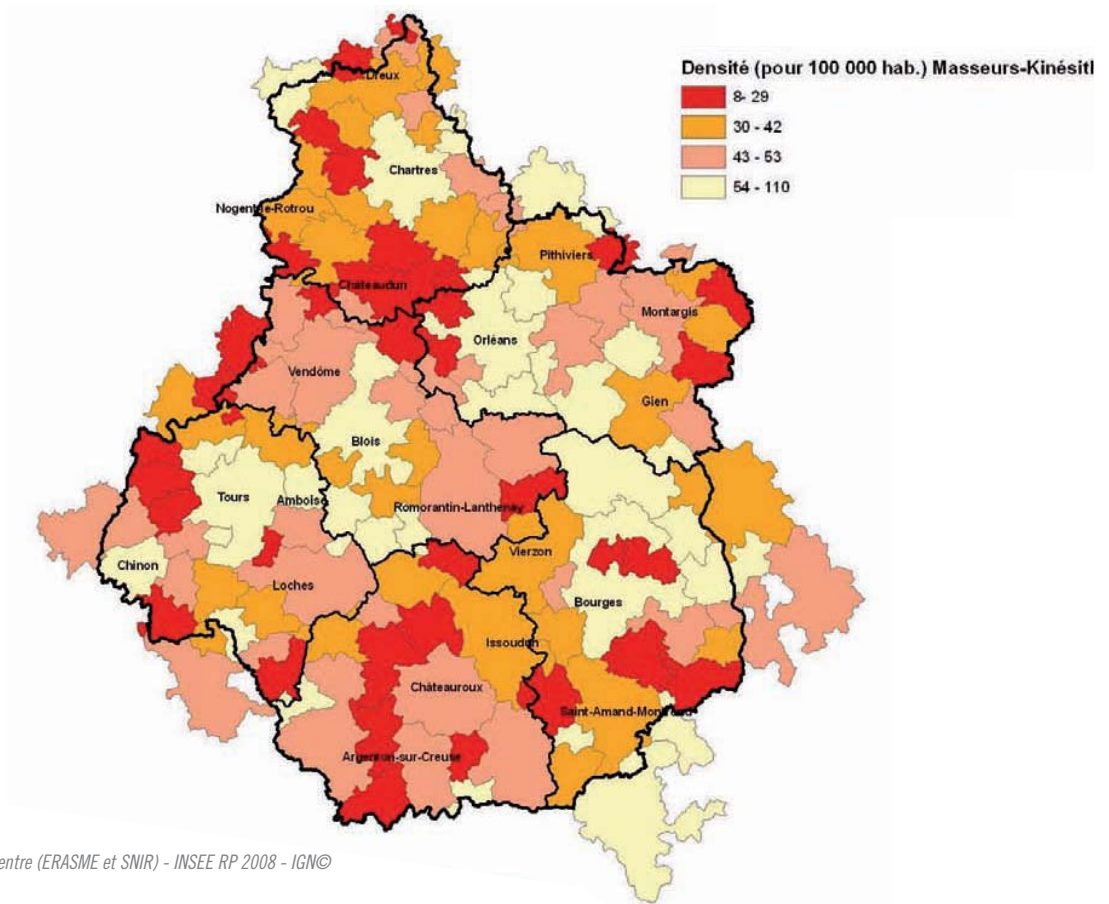 Densité (pour 100 000 hab.) Masseurs-Kinésitl
8- 29
30 - 42
43 - 53
54 - 110
Dreux
Chartres
Nogent-le-Rotrou
Pithiviers
Châteaudun
Montargis
Orléans
Vendôme
Gien
Blois
Tours
Amboise
Romorantin-Lanthenay
Vierzon
Chinon
Loches
Bourges
Issoudun
Châteauroux
Saint-Amand-Montrond
Argenton-sur-Creuse
entre (ERASME et SNIR) - INSEE RP 2008 - IGN©